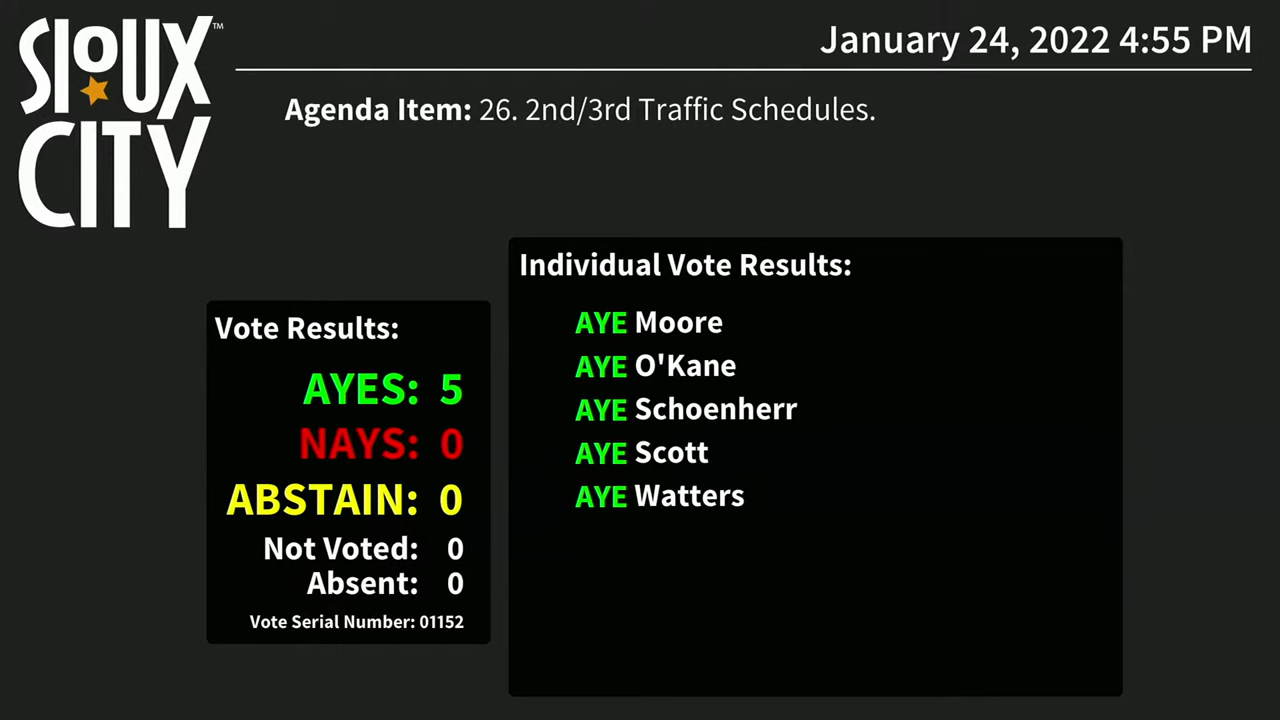 SIOUX
CITY
™
January 24, 2022 4:55 PM
Agenda Item: 26. 2nd/3rd Traffic Schedules.
Vote Results:
AYES: 5
NAYS: 0
ABSTAIN: 0
Not Voted: 0
Absent: 0
Vote Serial Number: 01152
Individual Vote Results:
AYE Moore
AYE O'Kane
AYE Schoenherr
AYE Scott
AYE Watters